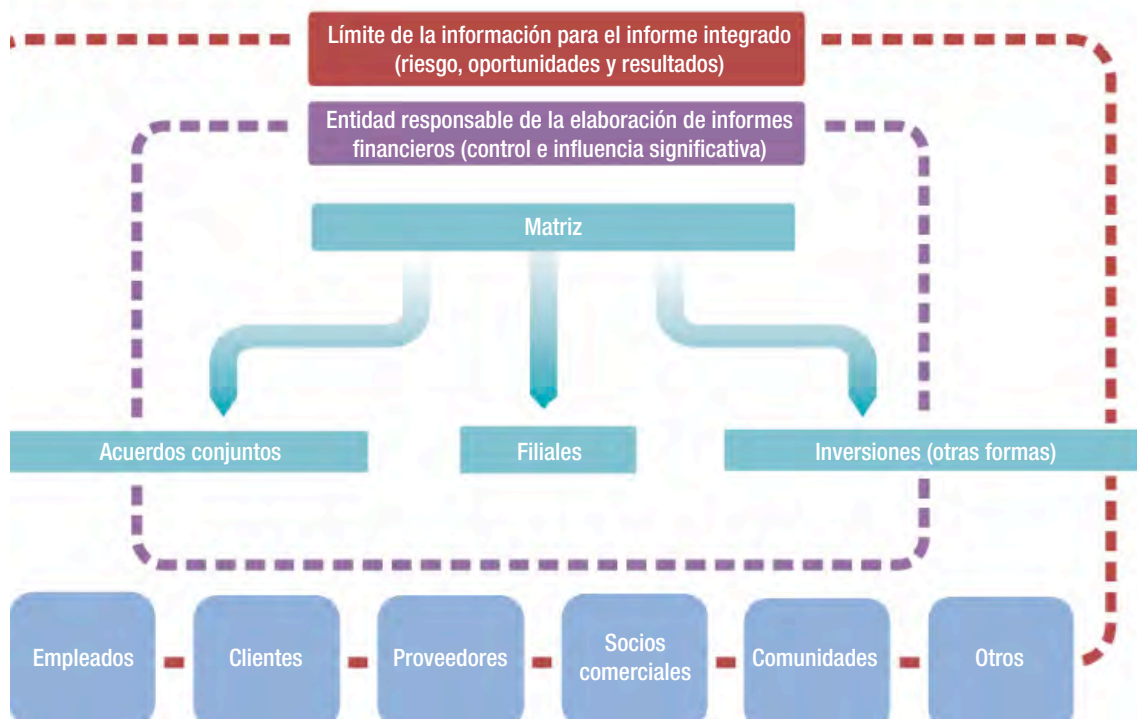 Límite de la información para el informe integrado
(riesgo, oportunidades y resultados)
Entidad responsable de la elaboración de informes
financieros (control e influencia significativa)
Matriz
Acuerdos conjuntos
Filiales
Inversiones (otras formas)
Empleados
Clientes
Proveedores
Socios
comerciales
Comunidades
Otros